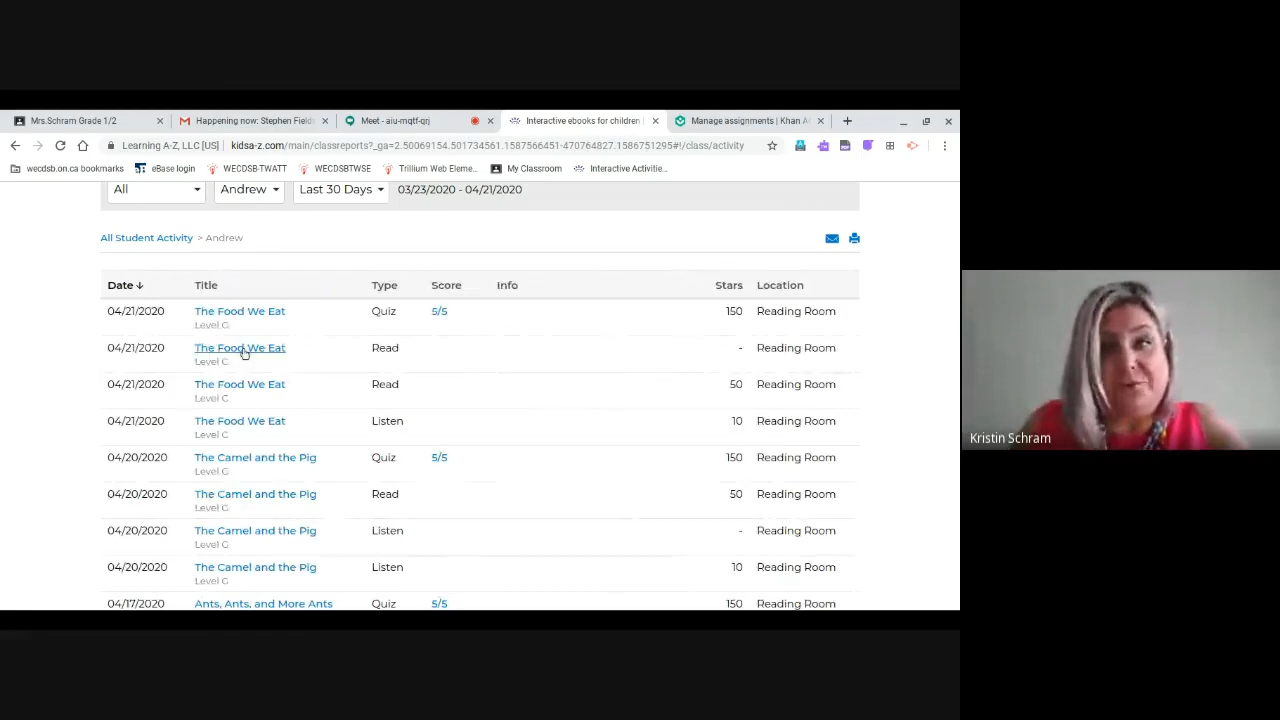 Mrs.Schram Grade 1/2
Happening now: Stephen Fields
Meet - aiu-mqtf-qrj
Interactive ebooks for children |
Manage assignments | Khan A
Learning A-Z, LLC [US]
kidsa-z.com/main/classreports?_ga=2.50069154.501734561.1587566451-470764827.1586751295#!/class/activity
wecdsb.on.ca bookmarks
eBase login
WECDSB-TWATT
WECDSBTWSE
Trillium Web Eleme...
My Classroom
Interactive Activitie...
All
Andrew
Last 30 Days
03/23/2020 - 04/21/2020
All Student Activity > Andrew
Date Title Type Score Info Stars Location
04/21/2020 The Food We Eat Quiz 5/5 150 Reading Room
04/21/2020 The Food We Eat Read - Reading Room
04/21/2020 The Food We Eat Read 50 Reading Room
Level C
04/21/2020 The Food We Eat Listen 10 Reading Room
Level C
04/20/2020 The Camel and the Pig Quiz 5/5 150 Reading Room
Level G
04/20/2020 The Camel and the Pig Read 50 Reading Room
Level G
04/20/2020 The Camel and the Pig Listen - Reading Room
Level G
04/20/2020 The Camel and the Pig Listen 10 Reading Room
Level G
04/17/2020 Ants, Ants, and More Ants Quiz 5/5 150 Reading Room
Kristin Schram